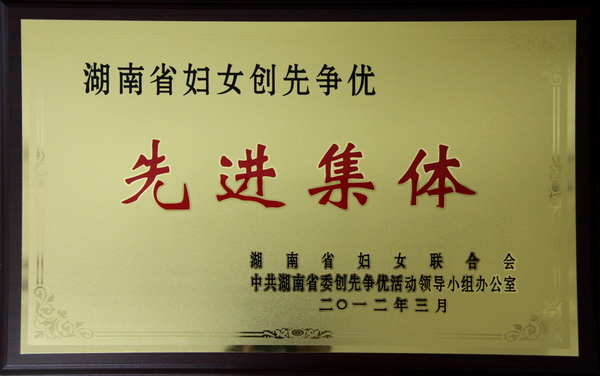 湖南省妇女创先争优
先进集体
湖南省妇女联合会
中共湖南省委创先争优活动领导小组办公室
二〇一二年三月